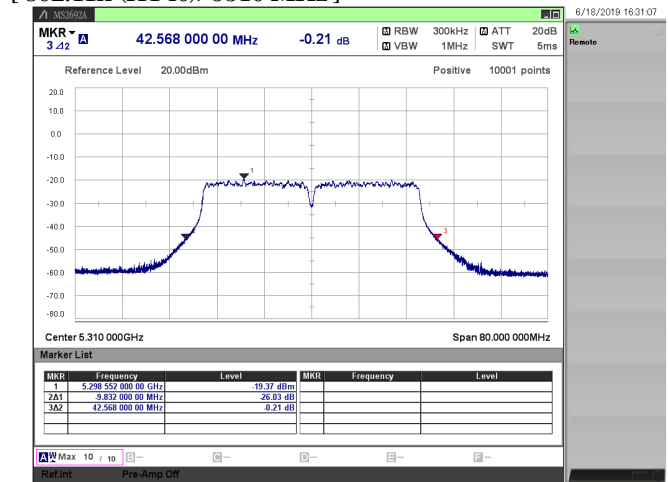 MS2692A
6/18/2019 16:31:07
MKR
3Δ2
42.568 000 00 MHz
-0.21 dB
RBW 300kHz
VBW 1MHz
ATT 20dB
SWT 5ms
Remote
Reference Level 20.00dBm
Positive 10001 points
20.0
10.0
0.0
-10.0
-20.0
-30.0
-40.0
-50.0
-60.0
-70.0
-80.0
1
3
Center 5.310 000GHz
Span 80.000 000MHz
Marker List
MKR Frequency Level MKR Frequency Level
1 5.298 552 000 00 GHz -19.37 dBm
2Δ1 -9.832 000 00 MHz -26.03 dB
3Δ2 42.568 000 00 MHz -0.21 dB
A W Max 10 / 10 B — C — D — E — F —
Ref.Int Pre-Amp Off